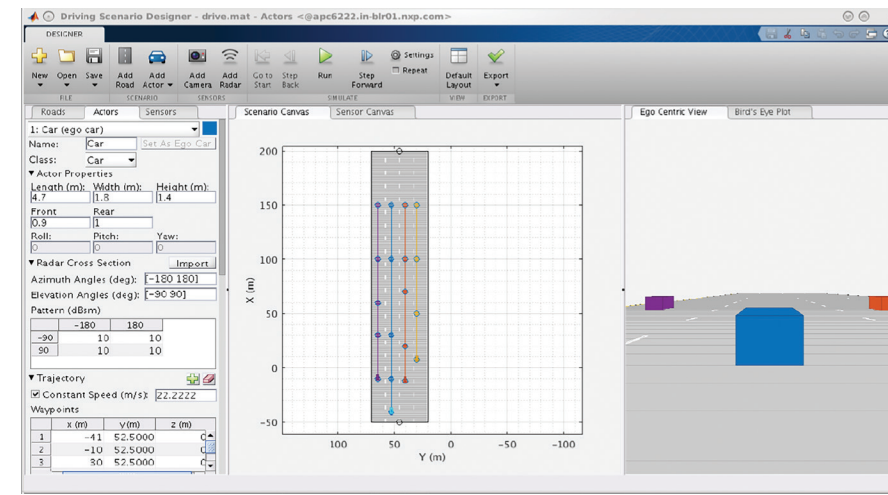 Driving Scenario Designer - drive.mat - Actors <@apc6222.in-blr01.nxp.com>
DESIGNER
New Open Save Add Road Add Actor Add Camera Add Radar Go to Start Step Back Run Step Forward Settings Repeat Default Layout Export
FILE SCENARIO SENSORS SIMULATE VIEW EXPORT
Roads Actors Sensors Scenario Canvas Sensor Canvas Ego Centric View Bird's Eye Plot
1: Car (ego car)
Name: Car Set As Ego Car
Class: Car
Actor Properties
Length (m): Width (m): Height (m):
4.7 1.8 1.4
Front Rear
0.9 1
Roll: Pitch: Yaw:
0 0 0
Radar Cross Section Import
Azimuth Angles (deg): [-180 180]
Elevation Angles (deg): [-90 90]
Pattern (dBsm)
-180 180
-90 10 10
90 10 10
Trajectory
Constant Speed (m/s): 22.2222
Waypoints
x (m) y (m) z (m)
1 -41 52.5000
2 -10 52.5000
3 30 52.5000
200
150
100
50
0
-50
X (m)
100 50 0 -50 -100
Y (m)